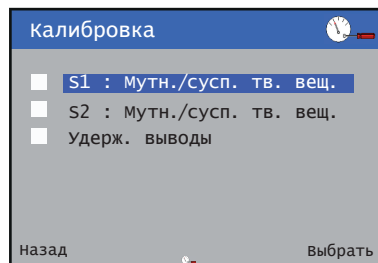 Калибровка
S1 : Мутн./сусп. тв. вещ.
S2 : Мутн./сусп. тв. вещ.
Удерж. выводы
Назад Выбрать